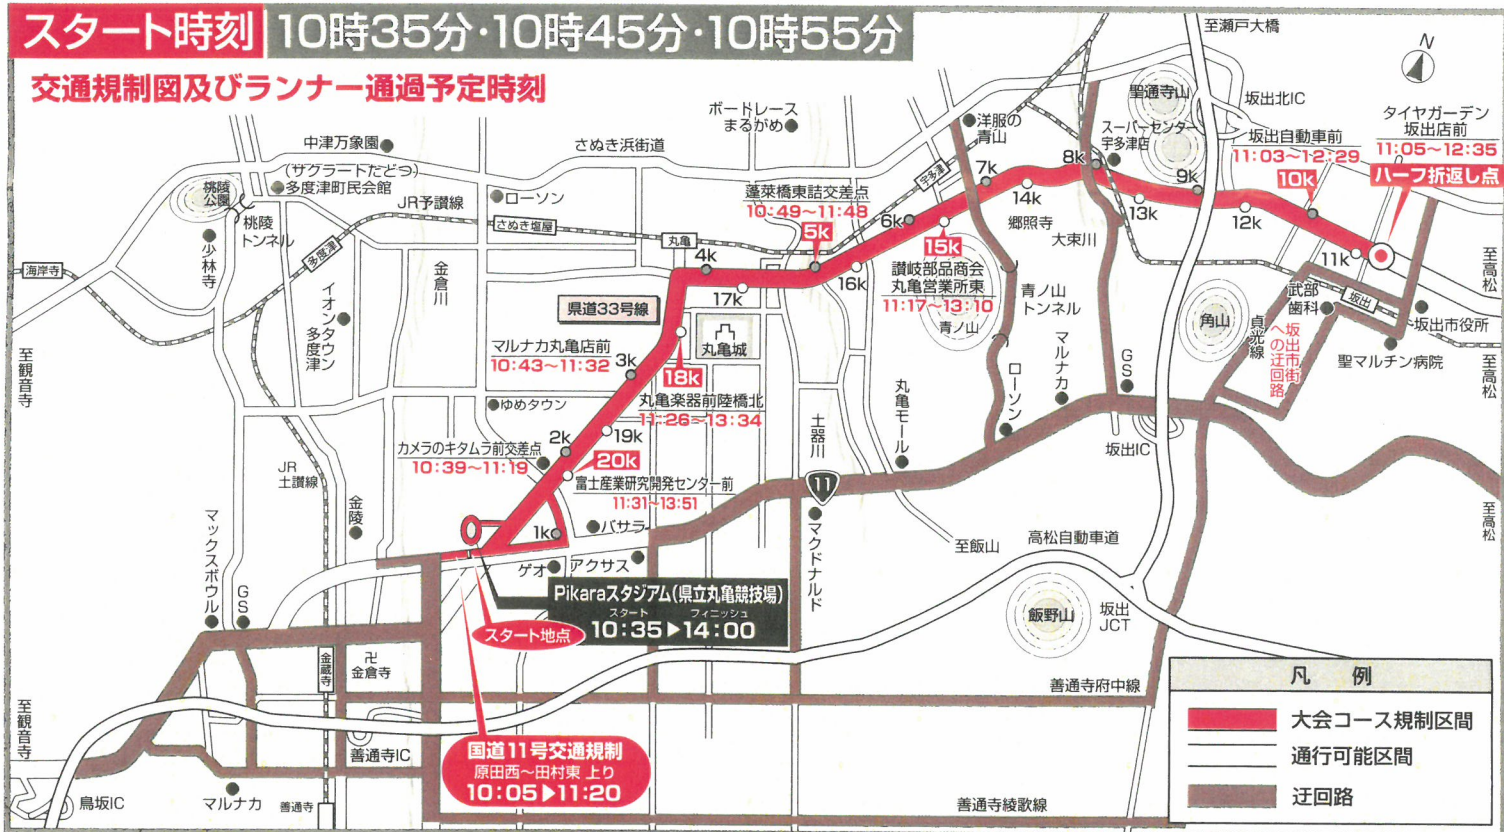 スタート時刻 10時35分・10時45分・10時55分
交通規制図及びランナー通過予定時刻
至瀬戸大橋
N
聖通寺山
坂出北IC
タイヤガーデン
坂出店前
11:05～12:35
ハーフ折返し点
スーパーセンター
宇多津店
坂出自動車前
11:03～12:29
10k
ボードレース
まるがめ
洋服の
青山
中津万象園
さぬき浜街道
(サクラートたどつ)
多度津町民会館
桃陵
公園
桃陵
トンネル
少林寺
ローソン
JR予讃線
さぬき塩屋
丸亀
宇多津
蓬萊橋東詰交差点
10:49～11:48
5k
6k
7k
8k
9k
11k
12k
13k
14k
15k
16k
17k
4k
郷照寺
大束川
讃岐部品商会
丸亀営業所東
11:17～13:10
青ノ山
青ノ山
トンネル
海岸寺
多度津
金倉川
イオンタウン
多度津
県道33号線
丸亀城
マルナカ丸亀店前
10:43～11:32
3k
18k
丸亀楽器前陸橋北
11:26～13:34
ゆめタウン
19k
2k
カメラのキタムラ前交差点
10:39～11:19
20k
富士産業研究開発センター前
11:31～13:51
1k
バサラ
ゲオ
アクサス
土器川
丸亀モール
ローソン
マルナカ
GS
角山
貞光線
坂出市街
への迂回路
武部
歯科
坂出
坂出市役所
聖マルチン病院
至高松
至高松
至高松
坂出IC
11
マクドナルド
至飯山
高松自動車道
飯野山
坂出
JCT
至観音寺
JR
土讃線
金陵
マックスボウル
GS
Pikaraスタジアム(県立丸亀競技場)
スタート フィニッシュ
10:35▶14:00
スタート地点
金蔵寺
卍
金倉寺
善通寺府中線
至観音寺
善通寺IC
国道11号交通規制
原田西～田村東 上り
10:05▶11:20
鳥坂IC
マルナカ
善通寺
善通寺綾歌線
凡例
大会コース規制区間
通行可能区間
迂回路